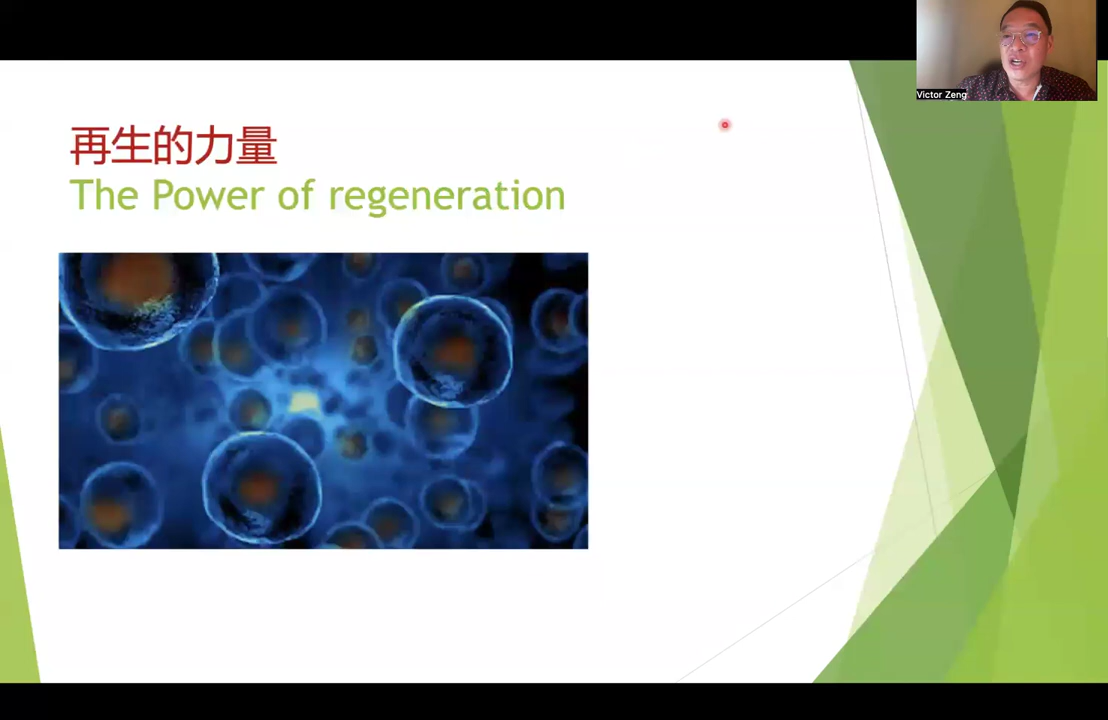 再生的力量
The Power of regeneration
Victor Zeng